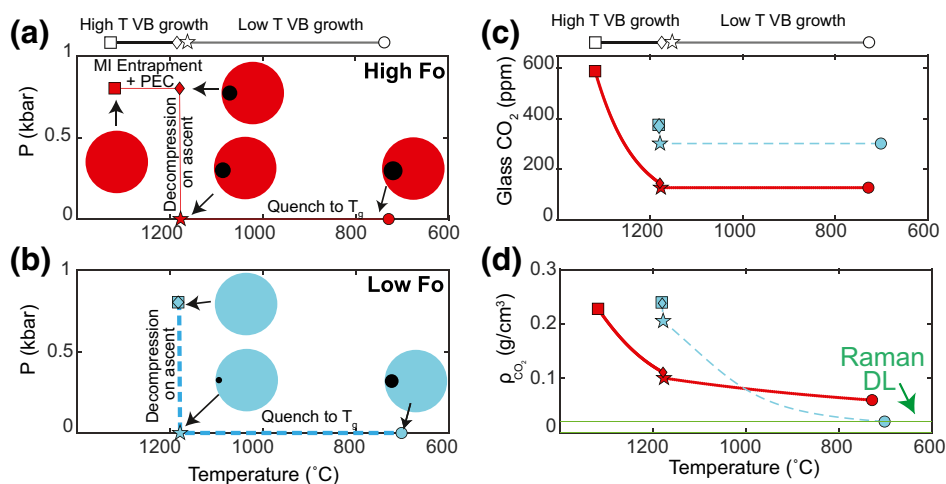 High T VB growth
Low T VB growth
(a)
High Fo
MI Entrapment
+ PEC
Decompression
on ascent
Quench to Tg
P (kbar)
1
0.5
0
1200
1000
800
600
(b)
Low Fo
Decompression
on ascent
Quench to Tg
P (kbar)
1
0.5
0
1200
1000
800
600
Temperature (˚C)
High T VB growth
Low T VB growth
(c)
Glass CO2 (ppm)
600
400
200
0
1200
1000
800
600
(d)
ρCO2 (g/cm3)
0.3
0.2
0.1
0
Raman
DL
1200
1000
800
600
Temperature (˚C)